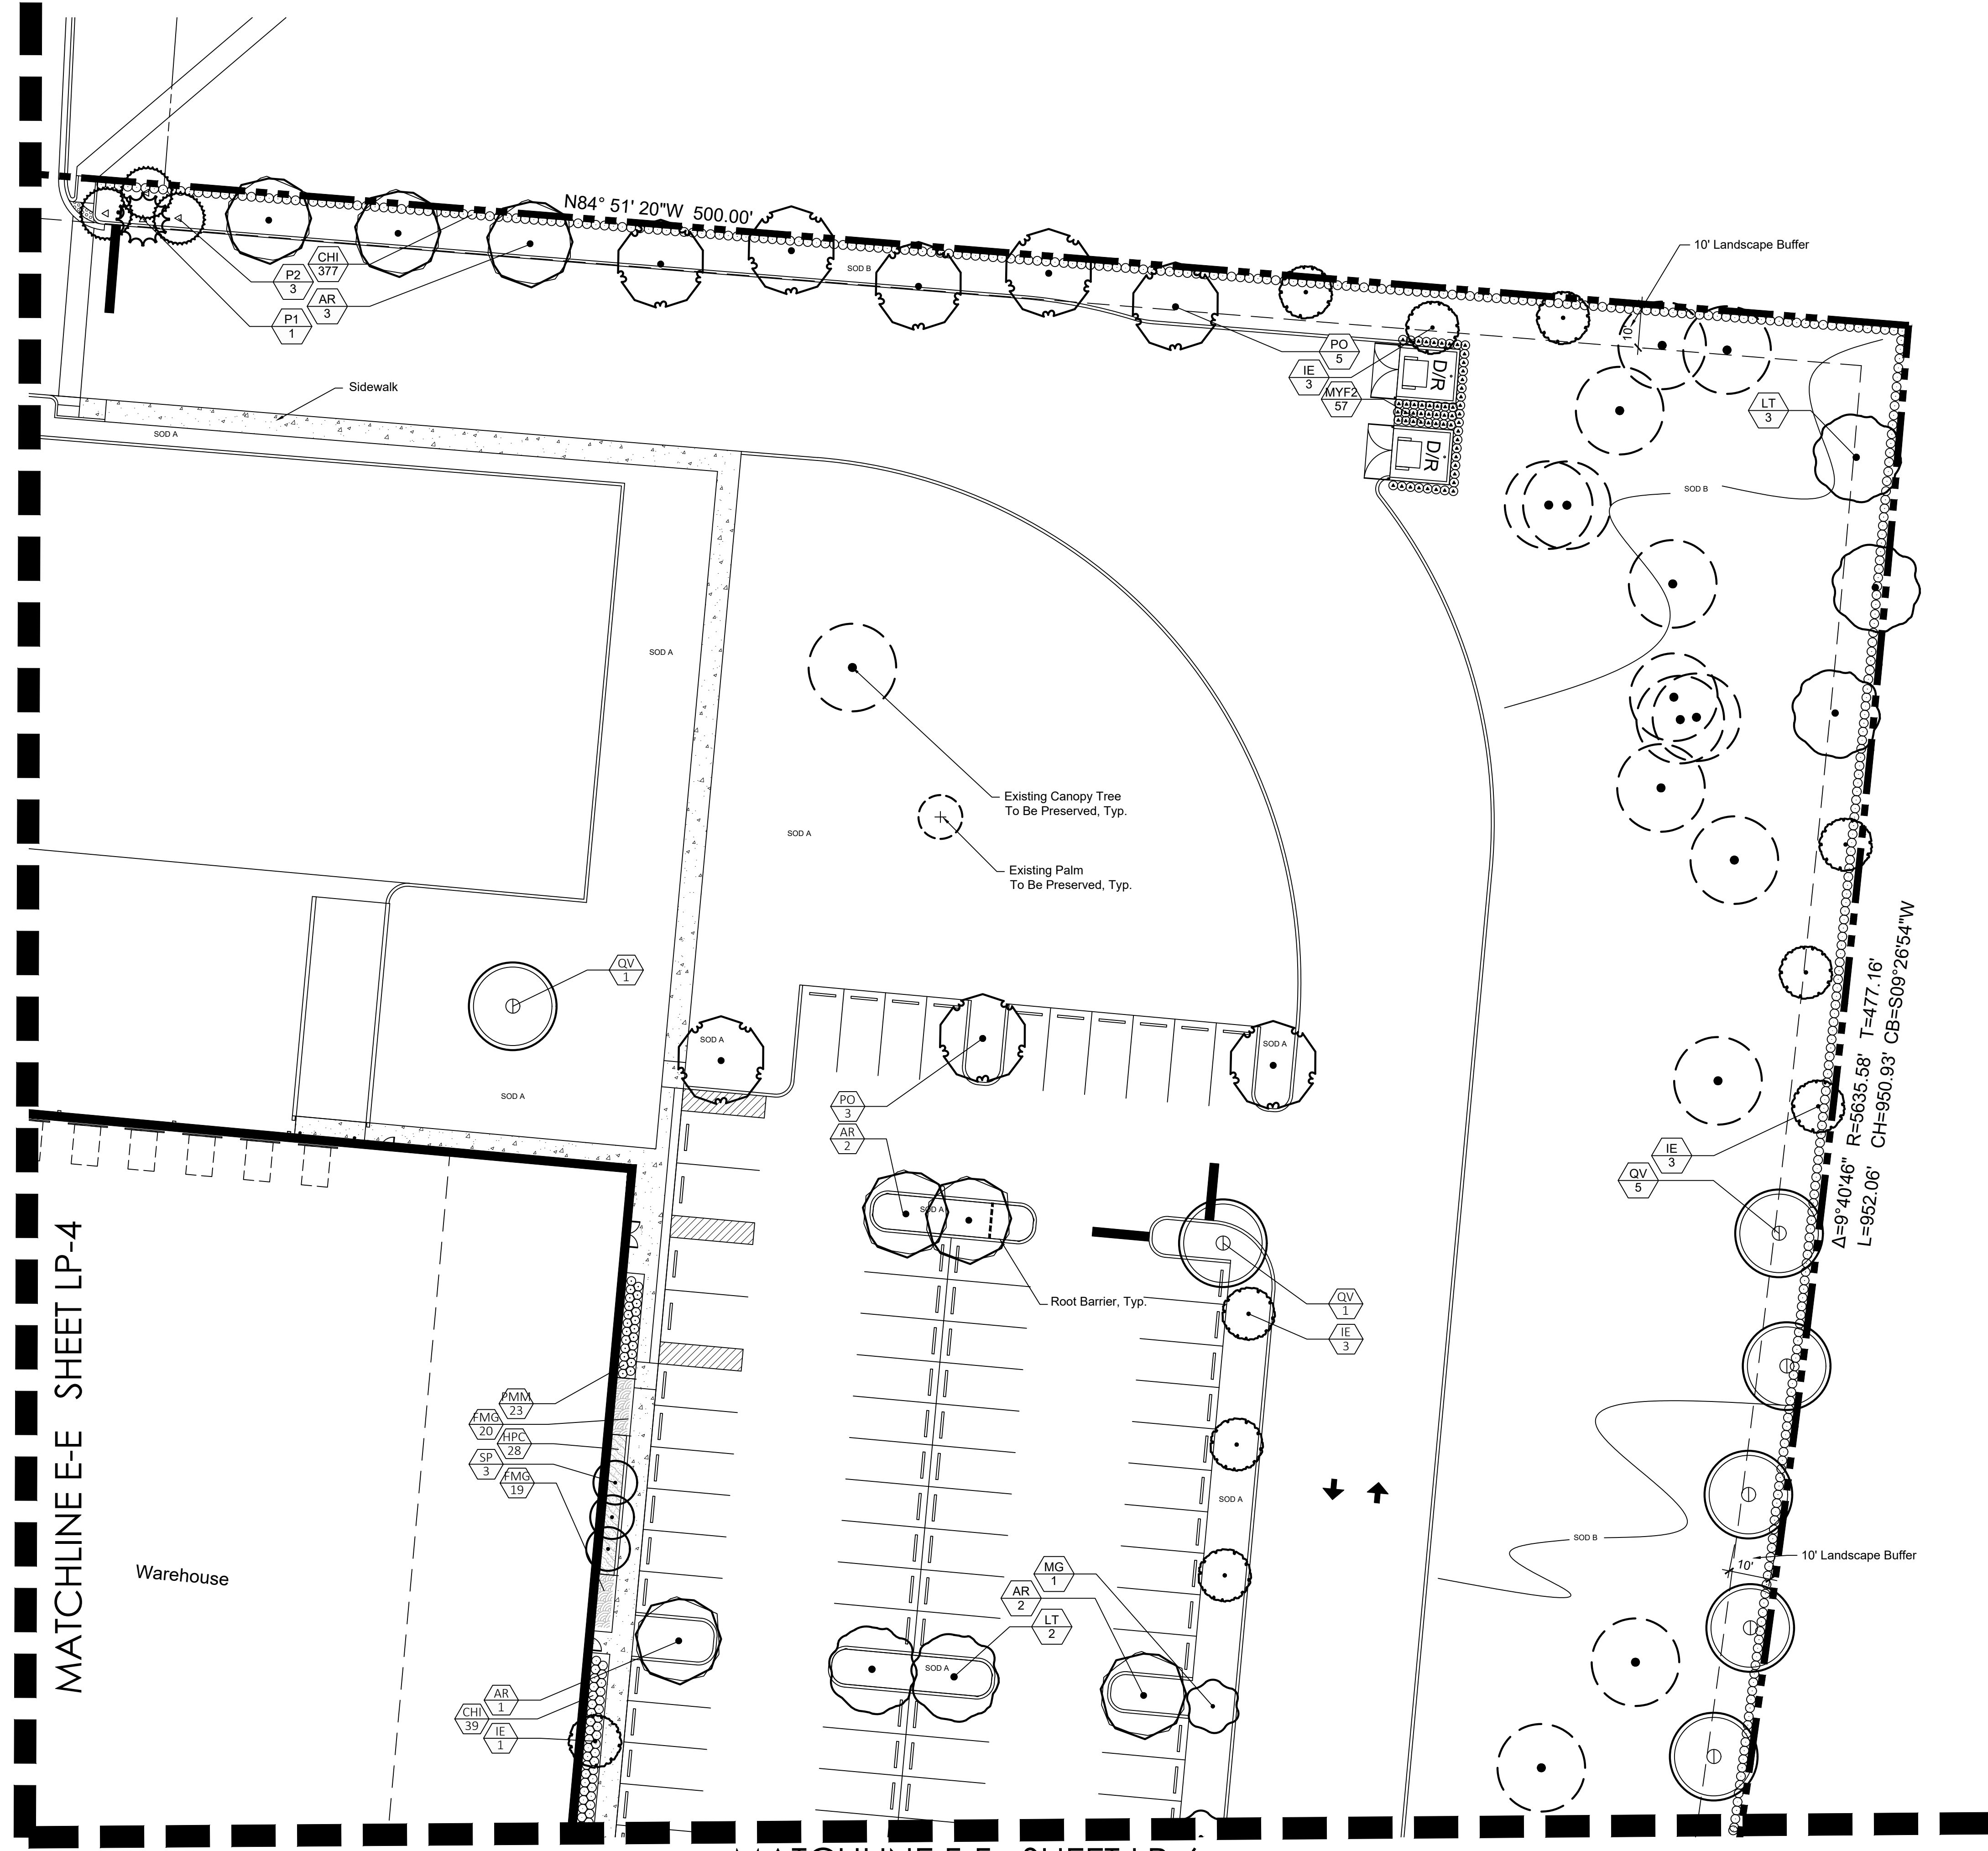 N84° 51' 20"W  500.00'
10' Landscape Buffer
10'
CHI
377
P2
3
AR
3
P1
1
SOD B
PO
5
IE
3
MYF2
57
D/R
D/R
LT
3
Sidewalk
SOD A
SOD B
SOD A
Existing Canopy Tree
To Be Preserved, Typ.
SOD A
Existing Palm
To Be Preserved, Typ.
QV
1
SOD A
SOD A
SOD A
SOD A
PO
3
AR
2
SOD A
Root Barrier, Typ.
QV
1
IE
3
IE
3
QV
5
Δ=9°40'46"  R=5635.58'  T=477.16'
L=952.06'  CH=950.93'  CB=S09°26'54"W
MATCHLINE E-E   SHEET LP-4
PMM
23
FMG
20
HPC
28
SP
3
FMG
19
SOD A
SOD B
10' Landscape Buffer
10'
Warehouse
MG
1
AR
2
LT
2
SOD A
AR
1
CHI
39
IE
1